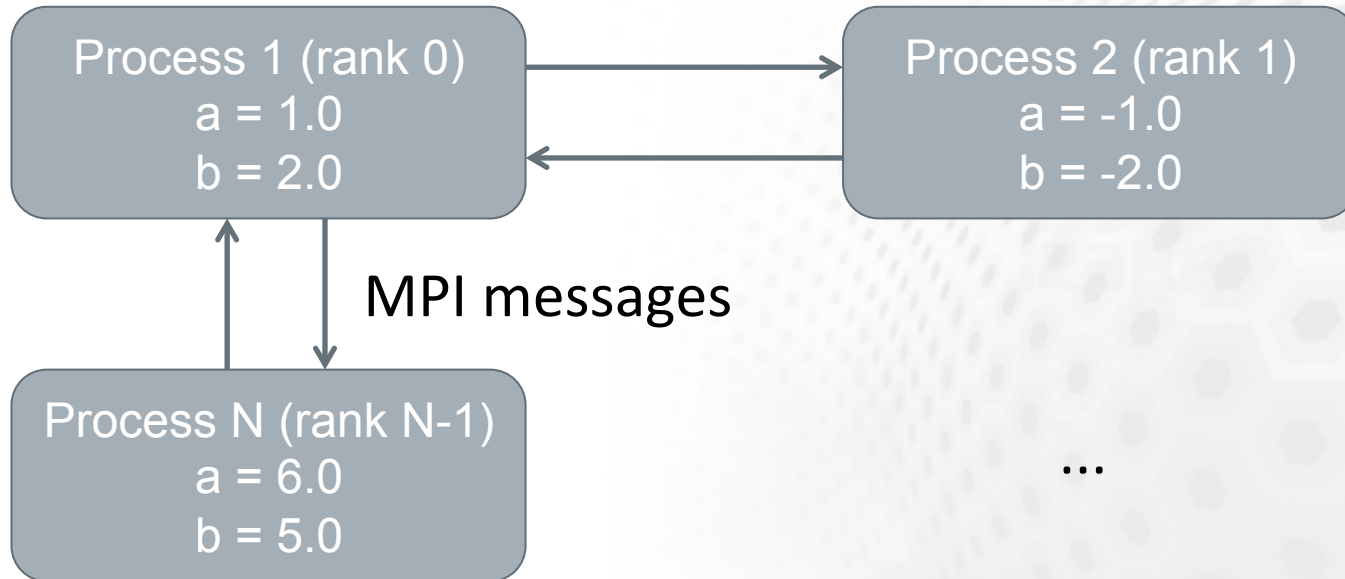 Process 1 (rank 0)
a = 1.0
b = 2.0
Process 2 (rank 1)
a = -1.0
b = -2.0
MPI messages
Process N (rank N-1)
a = 6.0
b = 5.0
...